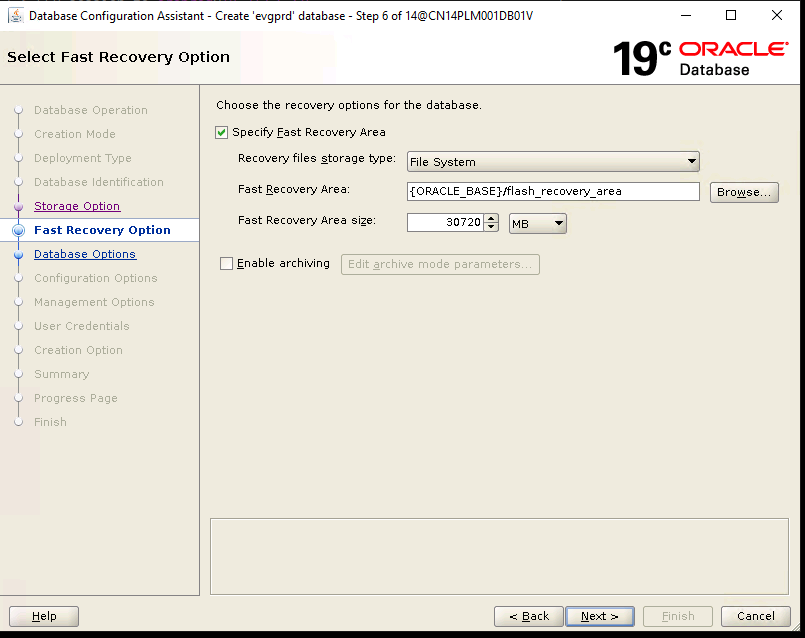 Database Configuration Assistant - Create 'evgprd' database - Step 6 of 14@CN14PLM001DB01V
Select Fast Recovery Option
19c ORACLE
Database
Database Operation
Creation Mode
Deployment Type
Database Identification
Storage Option
Fast Recovery Option
Database Options
Configuration Options
Management Options
User Credentials
Creation Option
Summary
Progress Page
Finish
Choose the recovery options for the database.
Specify Fast Recovery Area
Recovery files storage type: File System
Fast Recovery Area: {ORACLE_BASE}/flash_recovery_area Browse...
Fast Recovery Area size: 30720 MB
Enable archiving Edit archive mode parameters...
Help < Back Next > Finish Cancel